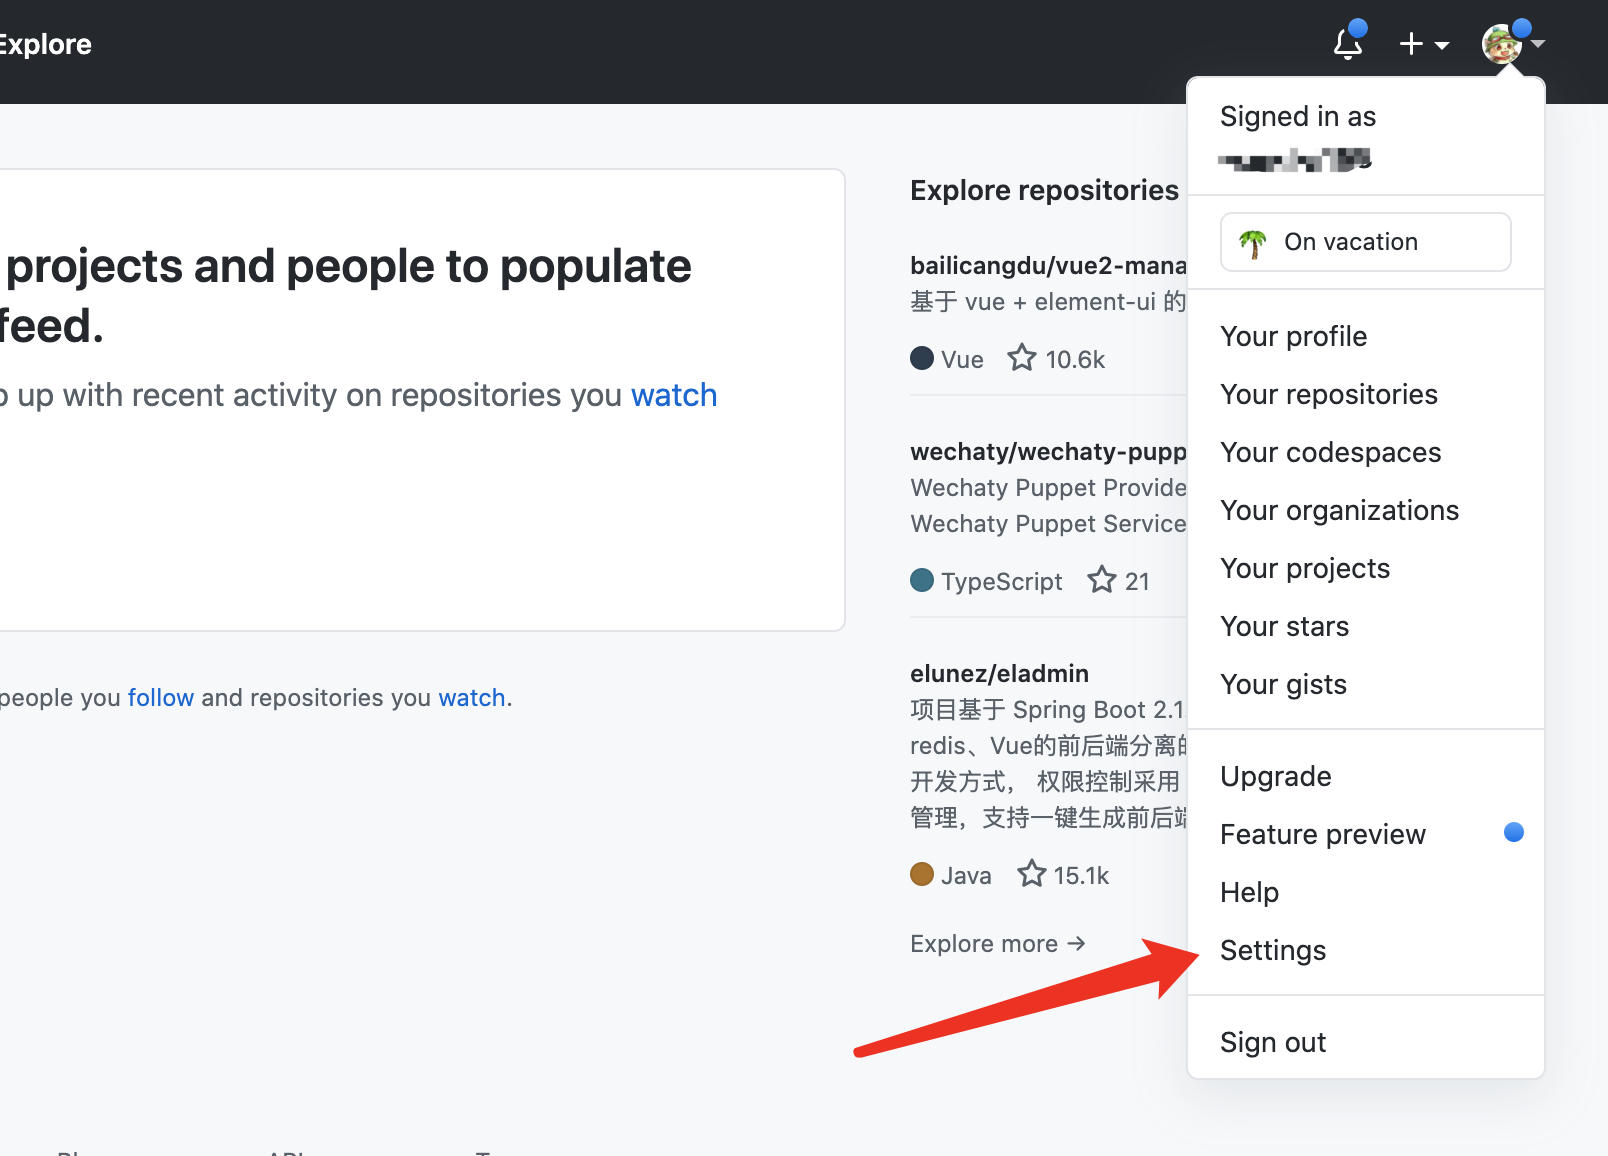 Explore
projects and people to populate
feed.
up with recent activity on repositories you watch
people you follow and repositories you watch.
Explore repositories
bailicangdu/vue2-mana
基于 vue + element-ui 的
Vue 10.6k
wechaty/wechaty-pupp
Wechaty Puppet Provide
Wechaty Puppet Service
TypeScript 21
elunez/eladmin
项目基于 Spring Boot 2.1
redis、Vue的前后端分离的
开发方式， 权限控制采用
管理，支持一键生成前后端
Java 15.1k
Explore more →
Signed in as
On vacation
Your profile
Your repositories
Your codespaces
Your organizations
Your projects
Your stars
Your gists
Upgrade
Feature preview
Help
Settings
Sign out